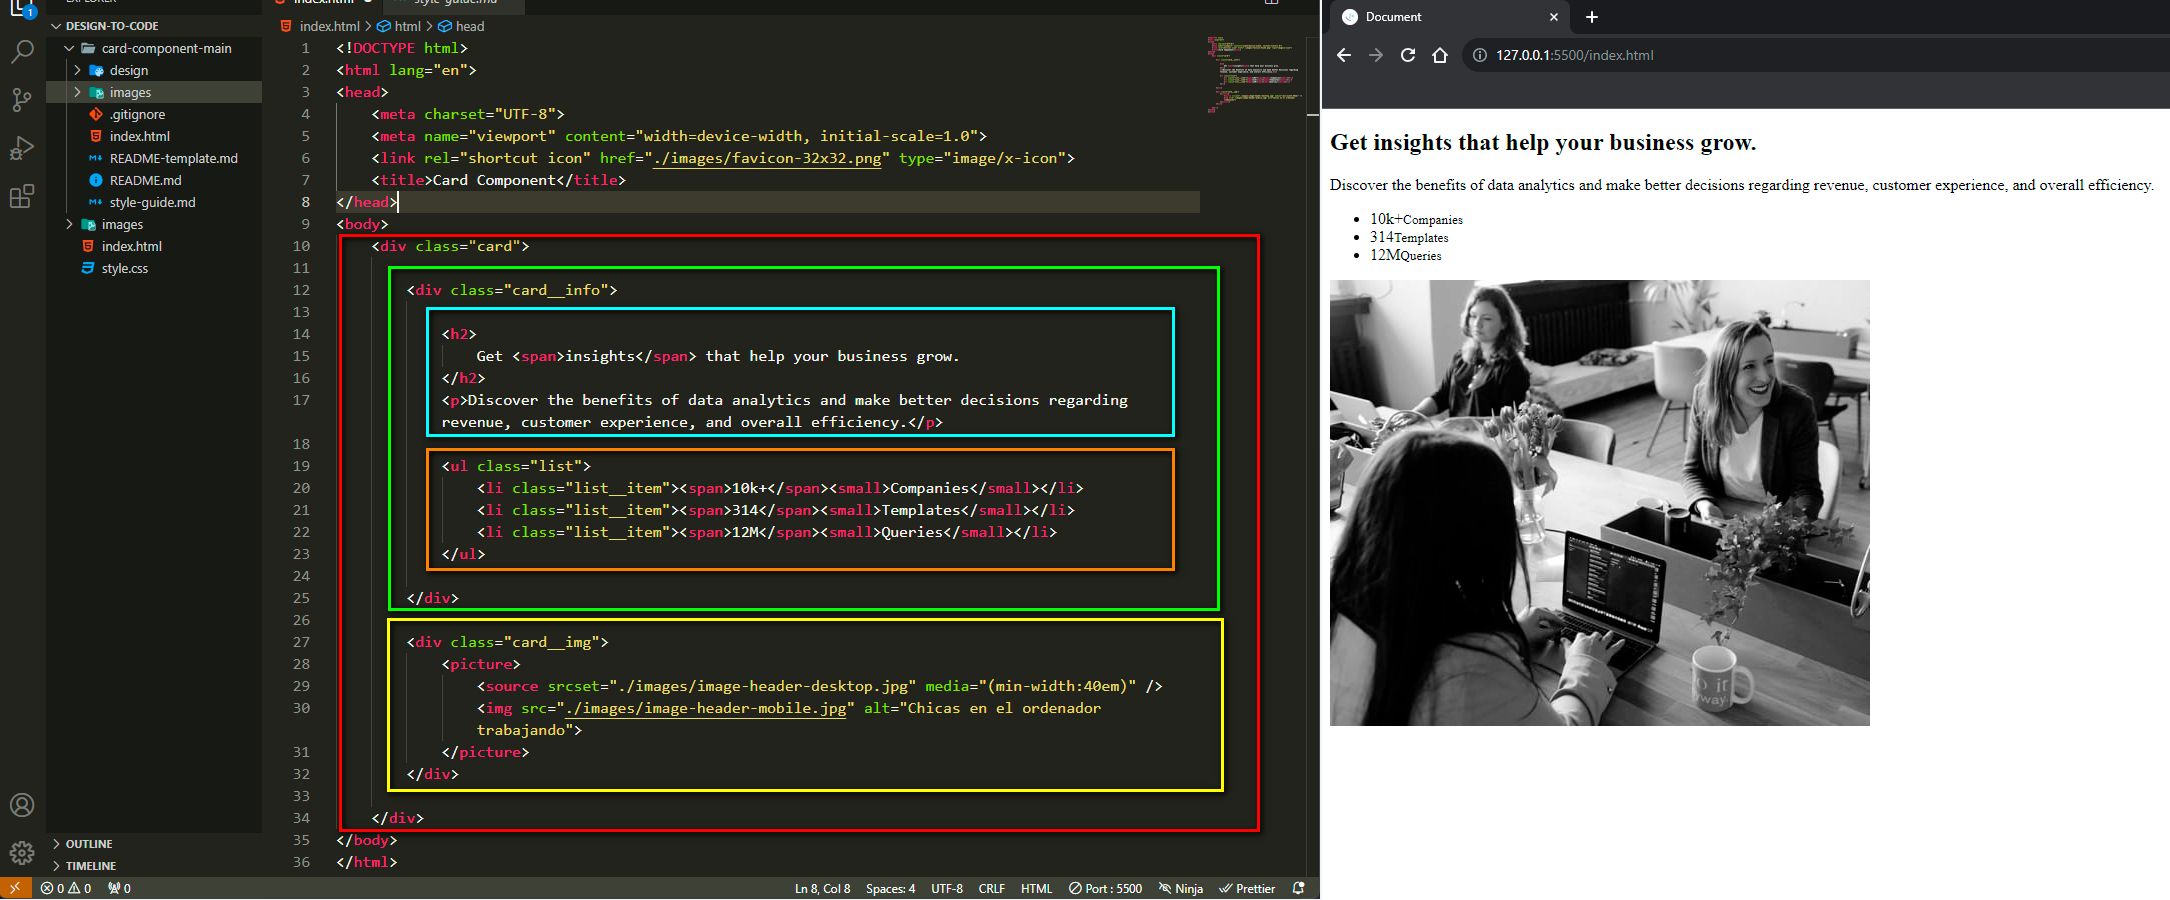 EXPLORER
DESIGN-TO-CODE
card-component-main
design
images
.gitignore
index.html
README-template.md
README.md
style-guide.md
images
index.html
style.css
OUTLINE
TIMELINE
index.html
style-guide.md
index.html > html > head
1 <!DOCTYPE html>
2 <html lang="en">
3 <head>
4 <meta charset="UTF-8">
5 <meta name="viewport" content="width=device-width, initial-scale=1.0">
6 <link rel="shortcut icon" href="./images/favicon-32x32.png" type="image/x-icon">
7 <title>Card Component</title>
8 </head>
9 <body>
10 <div class="card">
11
12 <div class="card__info">
13
14 <h2>
15 Get <span>insights</span> that help your business grow.
16 </h2>
17 <p>Discover the benefits of data analytics and make better decisions regarding
revenue, customer experience, and overall efficiency.</p>
18
19 <ul class="list">
20 <li class="list__item"><span>10k+</span><small>Companies</small></li>
21 <li class="list__item"><span>314</span><small>Templates</small></li>
22 <li class="list__item"><span>12M</span><small>Queries</small></li>
23 </ul>
24
25 </div>
26
27 <div class="card__img">
28 <picture>
29 <source srcset="./images/image-header-desktop.jpg" media="(min-width:40em)" />
30 <img src="./images/image-header-mobile.jpg" alt="Chicas en el ordenador
trabajando">
31 </picture>
32 </div>
33
34 </div>
35 </body>
36 </html>
1
0 0 0
Ln 8, Col 8 Spaces: 4 UTF-8 CRLF HTML Port : 5500 Ninja Prettier
Document
127.0.0.1:5500/index.html
Get insights that help your business grow.
Discover the benefits of data analytics and make better decisions regarding revenue, customer experience, and overall efficiency.
10k+Companies
314Templates
12MQueries